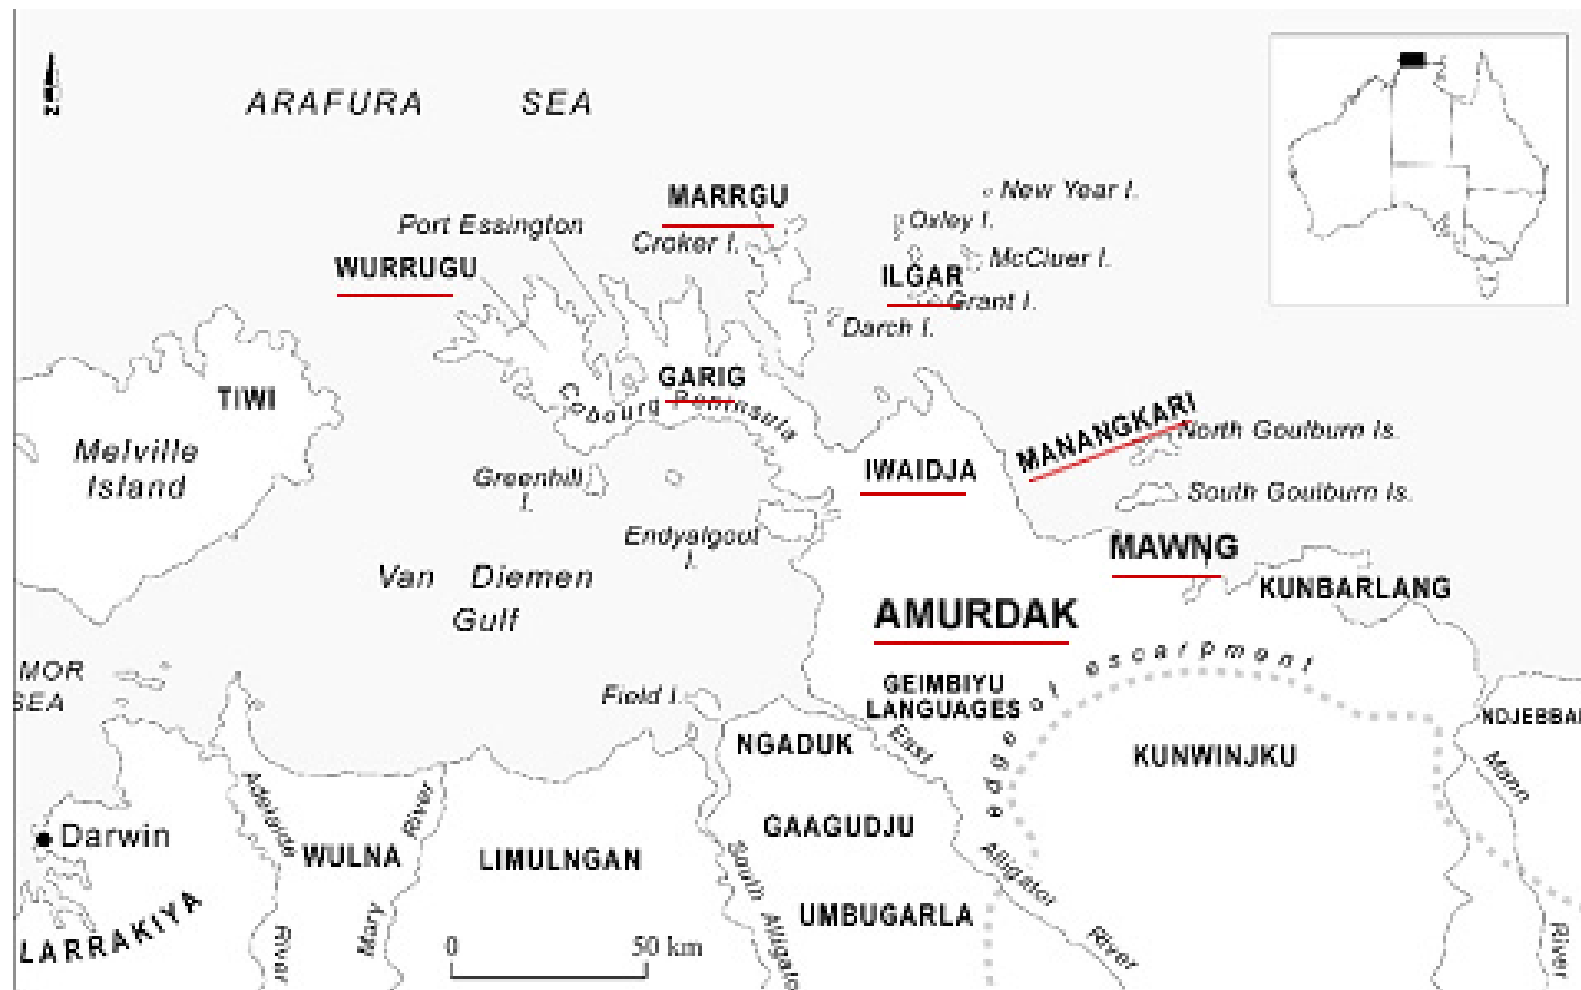 N
ARAFURA SEA
MARRGU
New Year I.
Port Essington
Oxley I.
Croker I.
WURRUGU
McCluer I.
ILGAR
Grant I.
Darch I.
GARIG
Cobourg Peninsula
TIWI
MANANGKARI
North Goulburn Is.
Melville
Island
IWAIDJA
Greenhill
I.
South Goulburn Is.
Endyalgout
I.
MAWNG
Van Diemen
Gulf
KUNBARLANG
AMURDAK
edge of escarpment
MOR
SEA
GEIMBIYU
LANGUAGES
Field I.
NDJEBBA
NGADUK
East
KUNWINJKU
Mann
Adelaide
River
GAAGUDJU
Darwin
WULNA
LIMULNGAN
South Alligato
Alligator
UMBUGARLA
LARRAKIYA
Mary
River
River
River
0 50 km